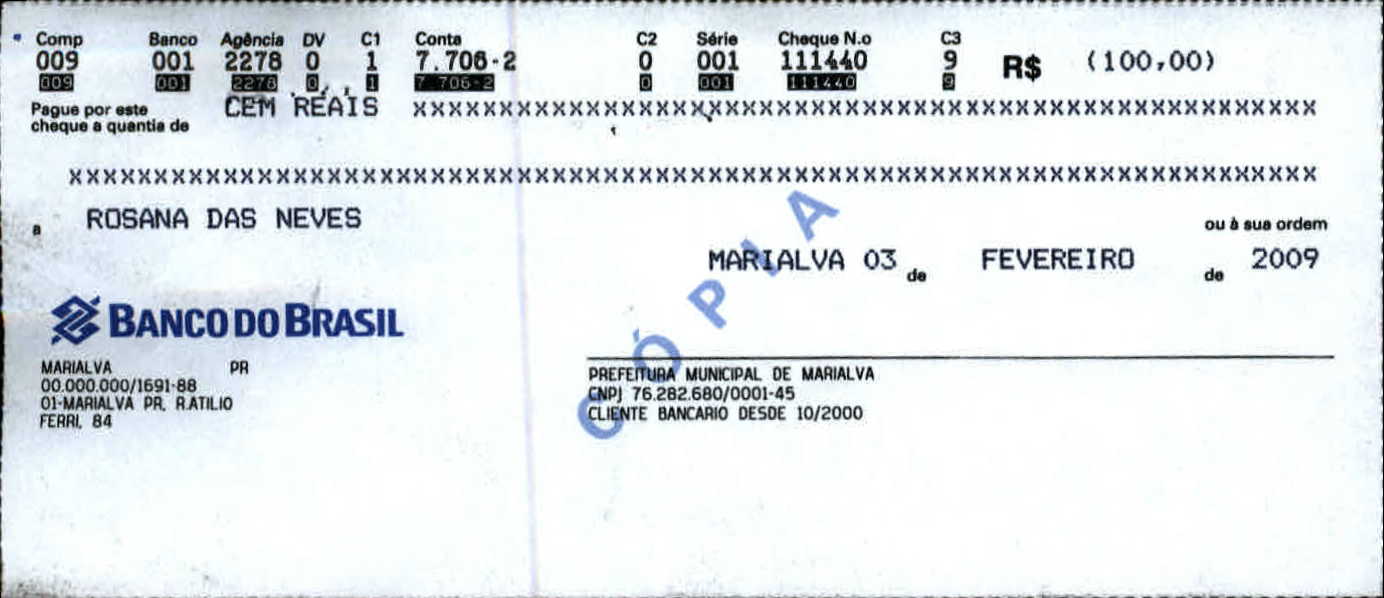 Comp Banco Agência DV C1 Conta C2 Série Cheque N.o C3
009 001 2278 0 1 7.706-2 0 001 111440 9 R$ (100,00)
009 001 2278 0 1 7.706-2 0 001 111440 9
Pague por este cheque a quantia de CEM REAIS XXXXXXXXXXXXXXXXXXXXXXXXXXXXXXXXXXXXXXXXXXXXXXXXXXXXXXXXXXXXXXXX
XXXXXXXXXXXXXXXXXXXXXXXXXXXXXXXXXXXXXXXXXXXXXXXXXXXXXXXXXXXXXXXXXXXXXXXXXXXX
a ROSANA DAS NEVES ou à sua ordem
MARIALVA 03 de FEVEREIRO de 2009
CÓPIA
BANCO DO BRASIL
MARIALVA PR
00.000.000/1691-88
01-MARIALVA PR. R.ATILIO
FERRI, 84
PREFEITURA MUNICIPAL DE MARIALVA
CNPJ 76.282.680/0001-45
CLIENTE BANCARIO DESDE 10/2000